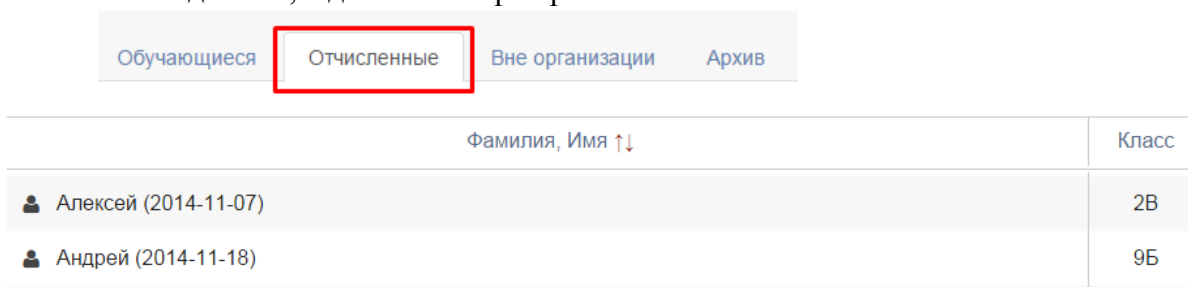 Обучающиеся Отчисленные Вне организации Архив
Фамилия, Имя ↑↓ Класс
Алексей (2014-11-07) 2В
Андрей (2014-11-18) 9Б